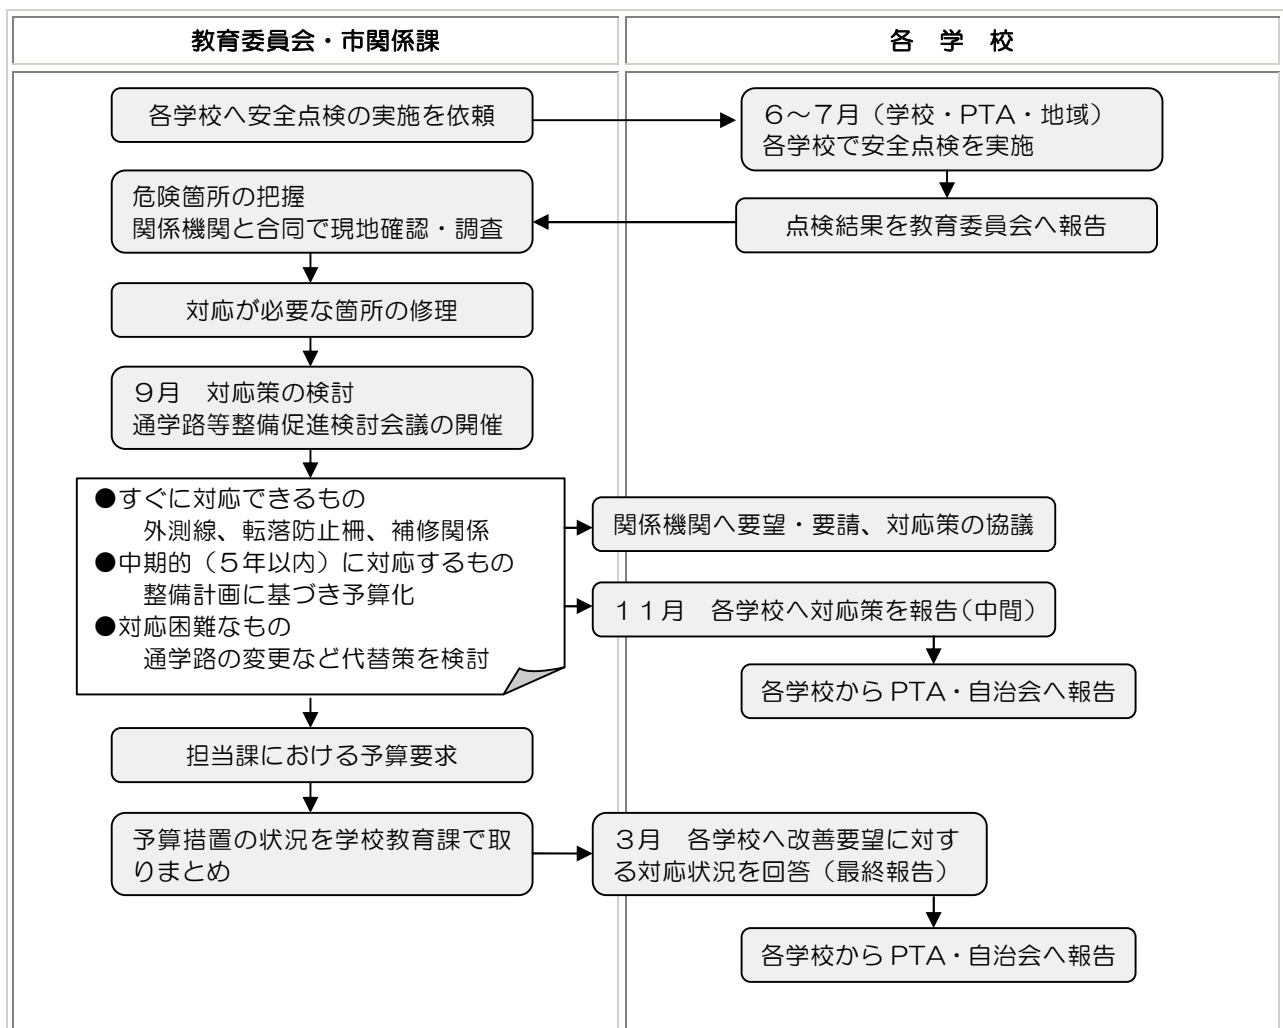 教育委員会・市関係課
各 学 校
各学校へ安全点検の実施を依頼
6～7月（学校・PTA・地域）
各学校で安全点検を実施
危険箇所の把握
関係機関と合同で現地確認・調査
点検結果を教育委員会へ報告
対応が必要な箇所の修理
9月　対応策の検討
通学路等整備促進検討会議の開催
●すぐに対応できるもの
外測線、転落防止柵、補修関係
●中期的（5年以内）に対応するもの
整備計画に基づき予算化
●対応困難なもの
通学路の変更など代替策を検討
関係機関へ要望・要請、対応策の協議
11月　各学校へ対応策を報告（中間）
各学校から PTA・自治会へ報告
担当課における予算要求
予算措置の状況を学校教育課で取
りまとめ
3月　各学校へ改善要望に対す
る対応状況を回答（最終報告）
各学校から PTA・自治会へ報告